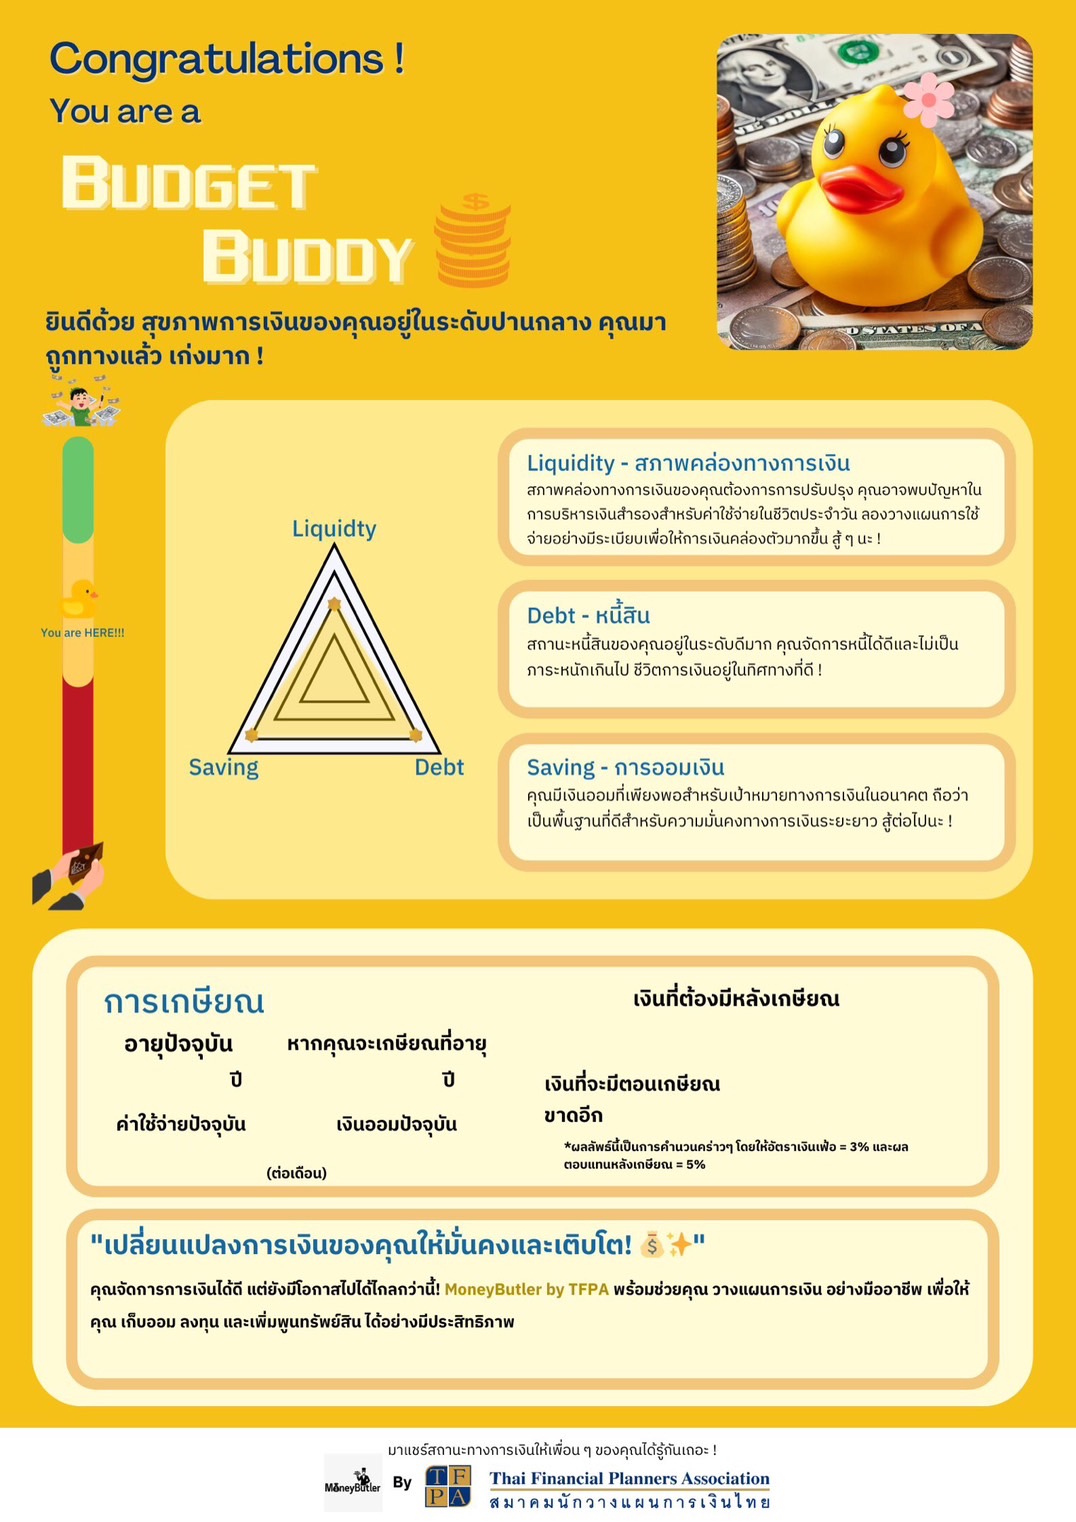 Congratulations !
You are a
BUDGET
BUDDY
ยินดีด้วย สุขภาพการเงินของคุณอยู่ในระดับปานกลาง คุณมา
ถูกทางแล้ว เก่งมาก !
You are HERE!!!
Liquidty
Saving
Debt
Liquidity - สภาพคล่องทางการเงิน
สภาพคล่องทางการเงินของคุณต้องการการปรับปรุง คุณอาจพบปัญหาใน
การบริหารเงินสำรองสำหรับค่าใช้จ่ายในชีวิตประจำวัน ลองวางแผนการใช้
จ่ายอย่างมีระเบียบเพื่อให้การเงินคล่องตัวมากขึ้น สู้ ๆ นะ !
Debt - หนี้สิน
สถานะหนี้สินของคุณอยู่ในระดับดีมาก คุณจัดการหนี้ได้ดีและไม่เป็น
ภาระหนักเกินไป ชีวิตการเงินอยู่ในทิศทางที่ดี !
Saving - การออมเงิน
คุณมีเงินออมที่เพียงพอสำหรับเป้าหมายทางการเงินในอนาคต ถือว่า
เป็นพื้นฐานที่ดีสำหรับความมั่นคงทางการเงินระยะยาว สู้ต่อไปนะ !
การเกษียณ
เงินที่ต้องมีหลังเกษียณ
อายุปัจจุบัน
หากคุณจะเกษียณที่อายุ
ปี
ปี
เงินที่จะมีตอนเกษียณ
ขาดอีก
ค่าใช้จ่ายปัจจุบัน
เงินออมปัจจุบัน
(ต่อเดือน)
*ผลลัพธ์นี้เป็นการคำนวนคร่าวๆ โดยให้อัตราเงินเฟ้อ = 3% และผล
ตอบแทนหลังเกษียณ = 5%
"เปลี่ยนแปลงการเงินของคุณให้มั่นคงและเติบโต! 💰✨"
คุณจัดการการเงินได้ดี แต่ยังมีโอกาสไปได้ไกลกว่านี้! MoneyButler by TFPA พร้อมช่วยคุณ วางแผนการเงิน อย่างมืออาชีพ เพื่อให้
คุณ เก็บออม ลงทุน และเพิ่มพูนทรัพย์สิน ได้อย่างมีประสิทธิภาพ
มาแชร์สถานะทางการเงินให้เพื่อน ๆ ของคุณได้รู้กันเถอะ !
MoneyButler By TFPA Thai Financial Planners Association
สมาคมนักวางแผนการเงินไทย